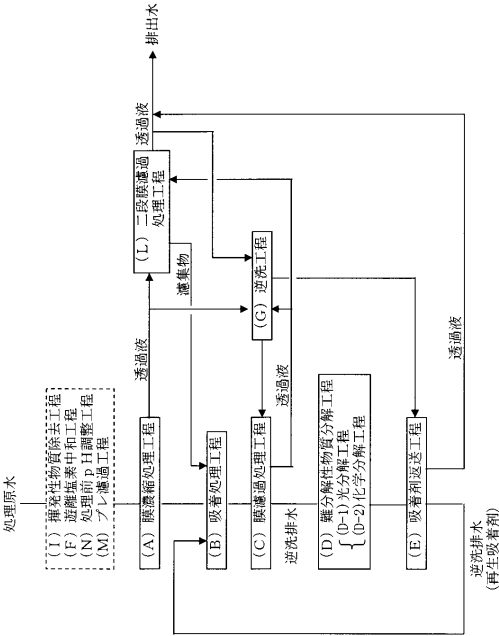 処理原水
(I) 揮発性物質除去工程
(F) 遊離塩素中和工程
(N) 処理前pH調整工程
(M) プレ濾過工程
(A) 膜濃縮処理工程
透過液
(L) 二段膜濾過
処理工程
透過液
排出水
濾集物
(B) 吸着処理工程
(G) 逆洗工程
(C) 膜濾過処理工程
透過液
逆洗排水
(D) 難分解性物質分解工程
(D-1) 光分解工程
(D-2) 化学分解工程
(E) 吸着剤返送工程
透過液
逆洗排水
(再生吸着剤)